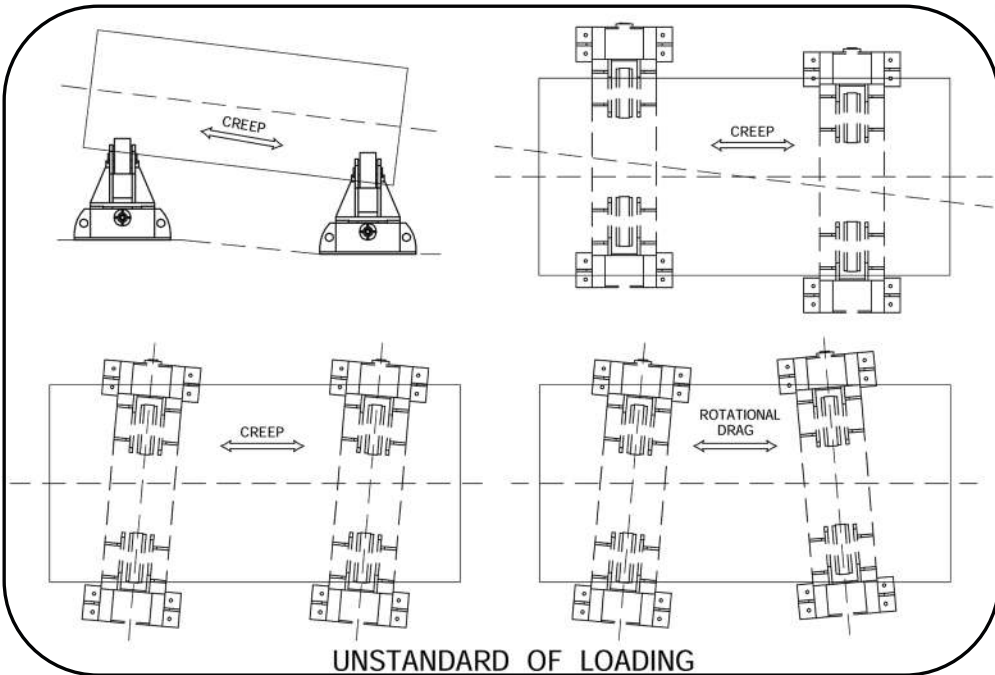 CREEP
CREEP
CREEP
ROTATIONAL
DRAG
UNSTANDARD OF LOADING